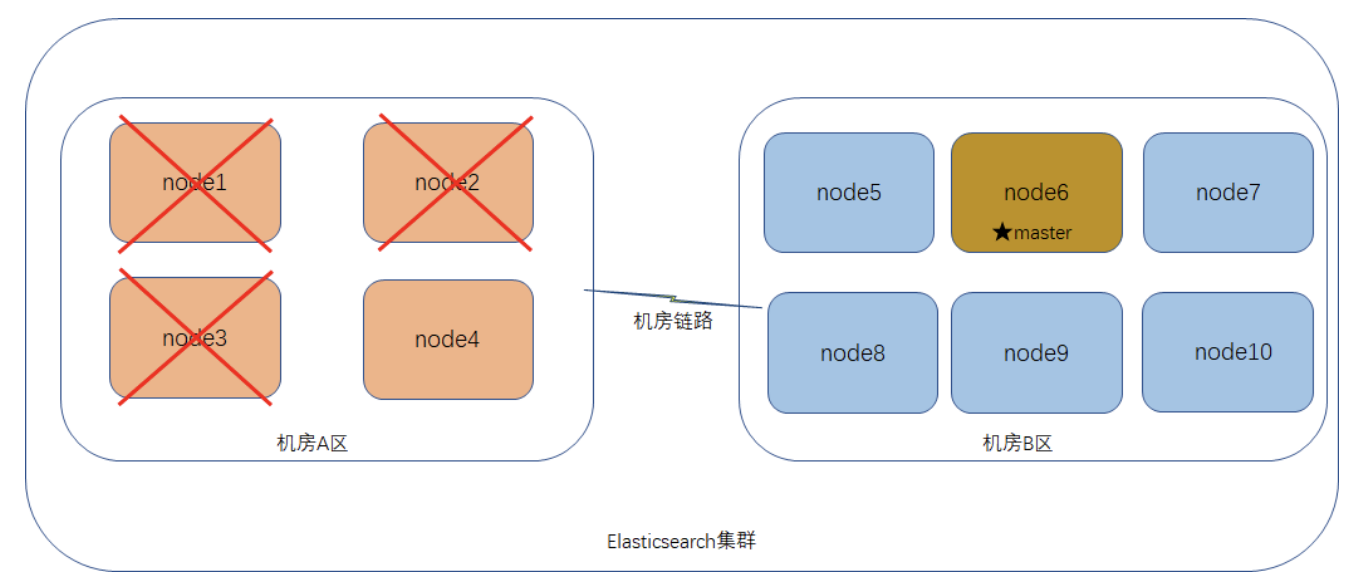 node1
node2
node3
node4
机房A区
机房链路
node5
node6
★master
node7
node8
node9
node10
机房B区
Elasticsearch集群